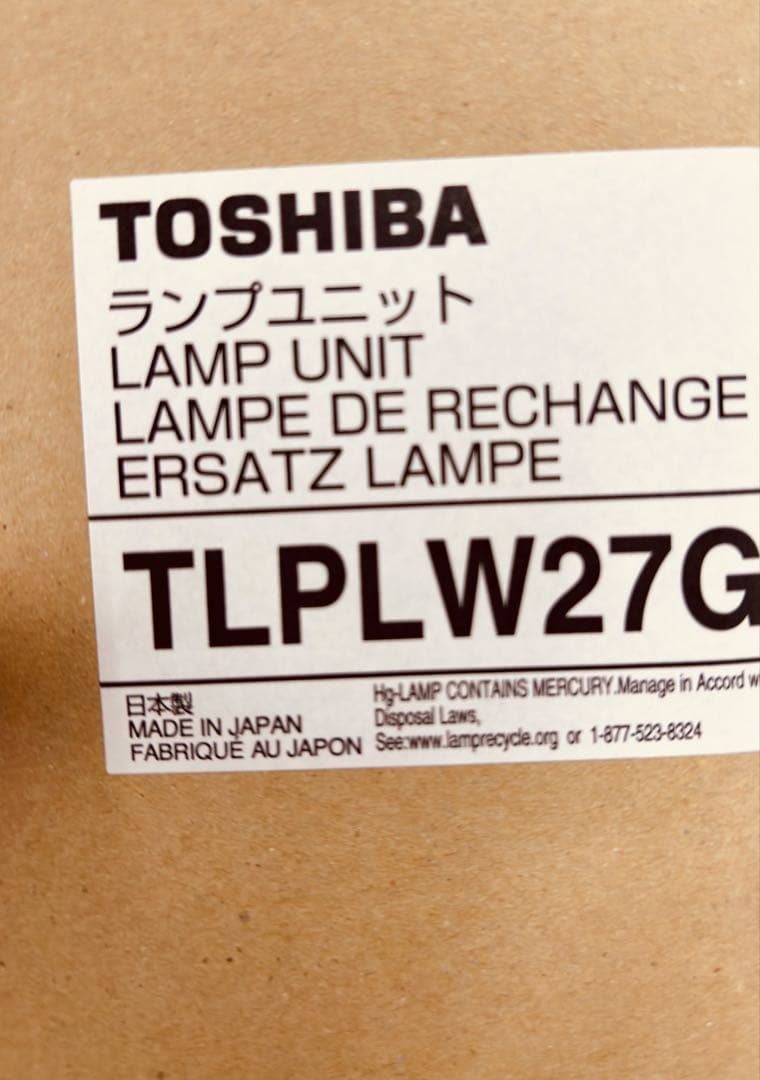 TOSHIBA
ランプユニット
LAMP UNIT
LAMPE DE RECHANGE
ERSATZ LAMPE
TLPLW27G
日本製
MADE IN JAPAN
FABRIQUÉ AU JAPON
Hg-LAMP CONTAINS MERCURY.Manage in Accord
Disposal Laws,
See:www.lamprecycle.org or 1-877-523-8324